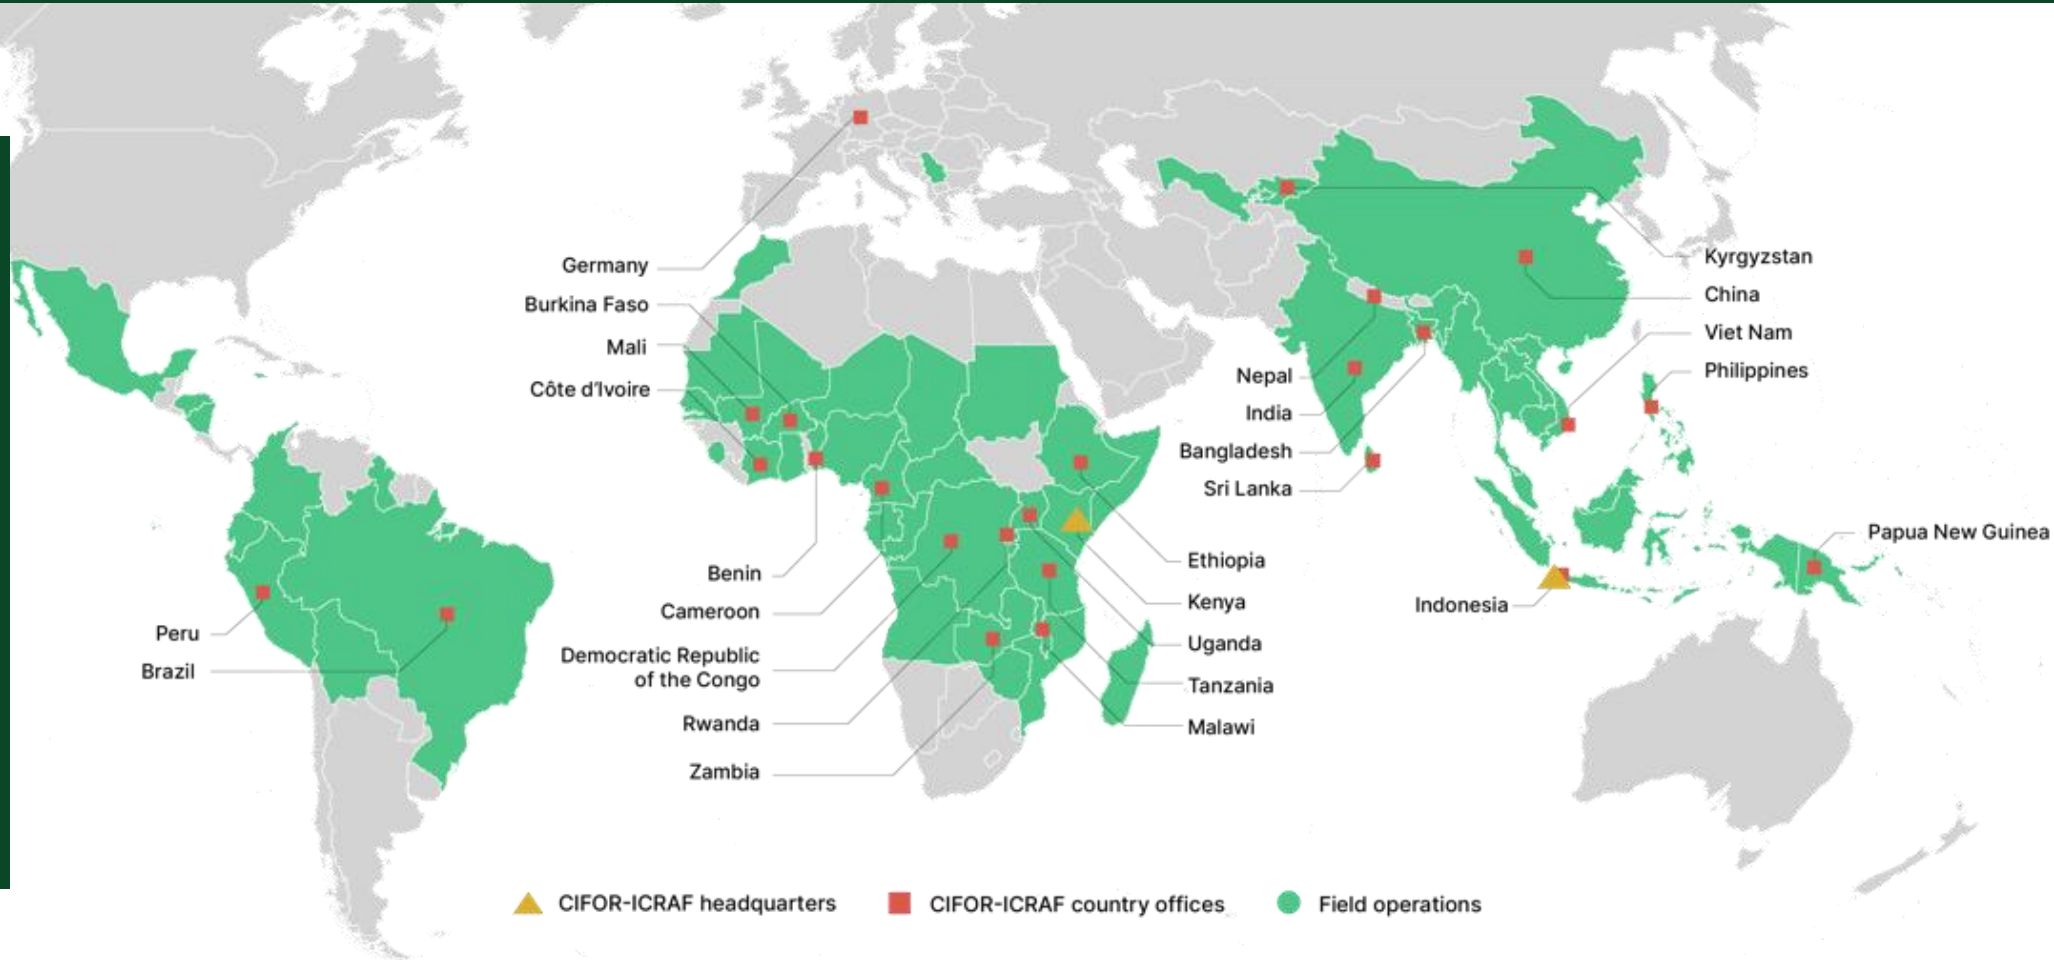 Germany
Burkina Faso
Mali
Côte d'Ivoire
Benin
Cameroon
Democratic Republic
of the Congo
Rwanda
Zambia
Peru
Brazil
Ethiopia
Kenya
Uganda
Tanzania
Malawi
Nepal
India
Bangladesh
Sri Lanka
Kyrgyzstan
China
Viet Nam
Philippines
Papua New Guinea
Indonesia
CIFOR-ICRAF headquarters
CIFOR-ICRAF country offices
Field operations